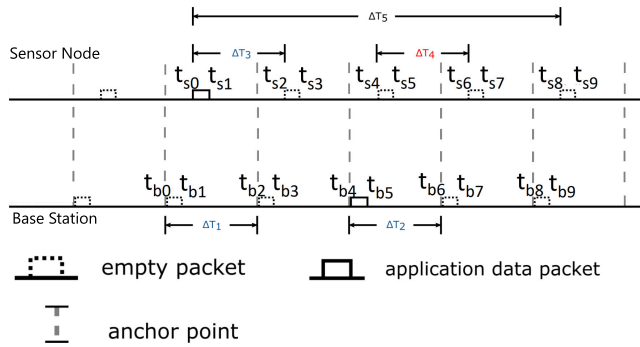 ΔT5
Sensor Node
ΔT3
ΔT4
ts0 ts1 ts2 ts3 ts4 ts5 ts6 ts7 ts8 ts9
tb0 tb1 tb2 tb3 tb4 tb5 tb6 tb7 tb8 tb9
Base Station
ΔT1
ΔT2
empty packet
application data packet
anchor point